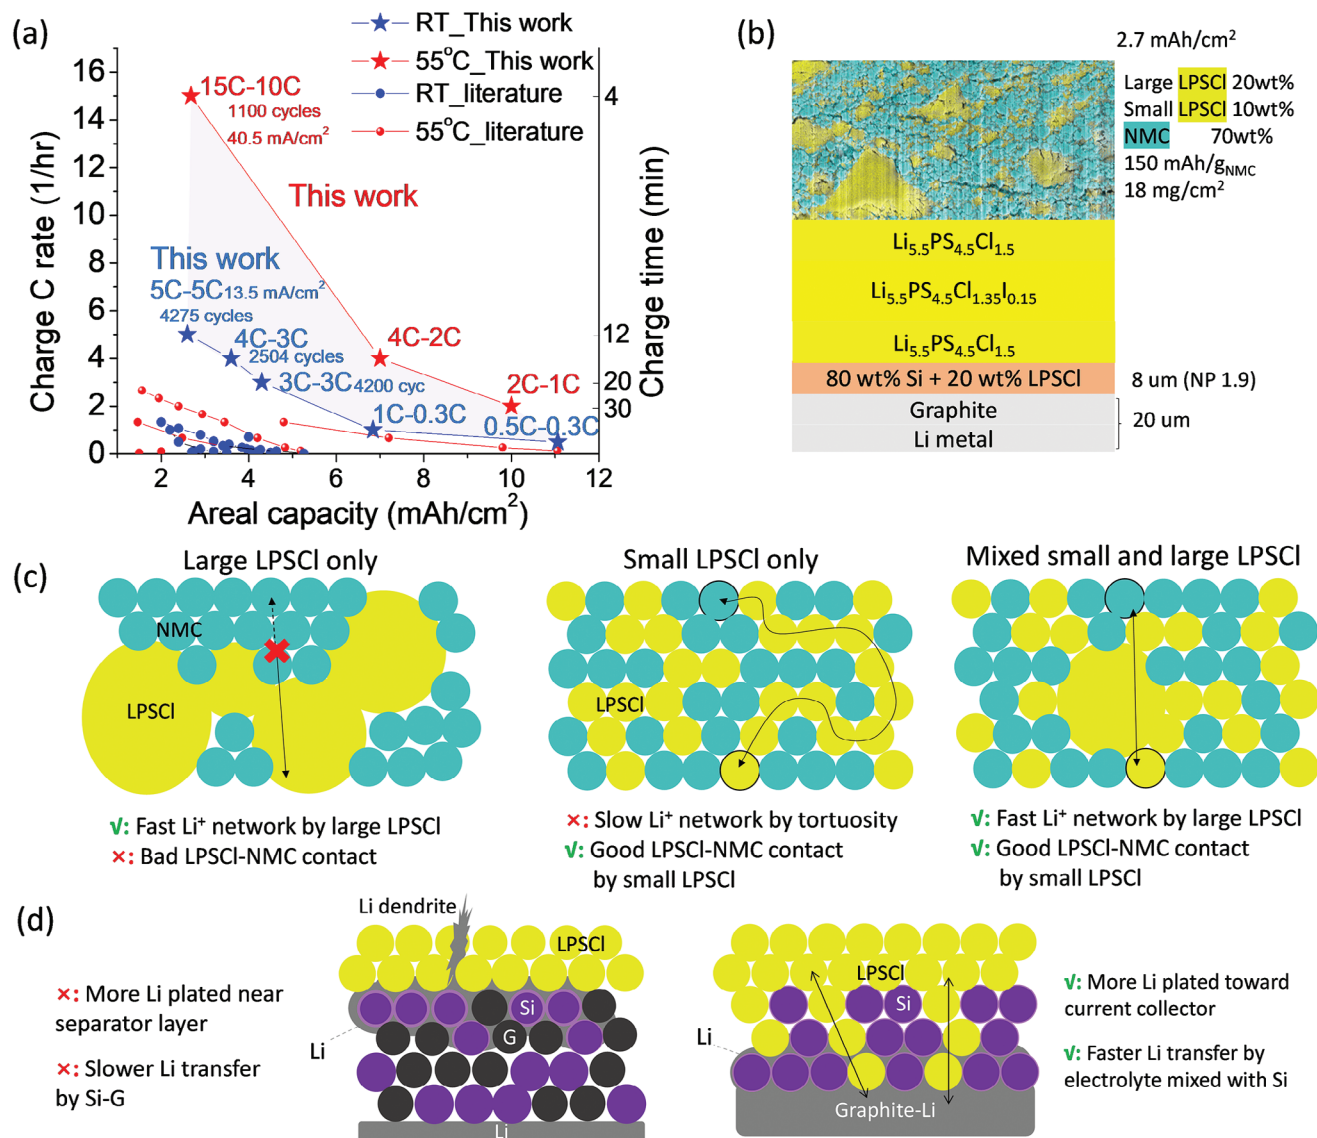 (a)
RT_This work
55°C_This work
RT_literature
55°C_literature
15C-10C
1100 cycles
40.5 mA/cm²
This work
This work
5C-5C 13.5 mA/cm²
4275 cycles
4C-3C
2504 cycles
3C-3C 4200 cyc
4C-2C
2C-1C
1C-0.3C
0.5C-0.3C
Charge C rate (1/hr)
16
14
12
10
8
6
4
2
0
Charge time (min)
4
12
20
30
2 4 6 8 10 12
Areal capacity (mAh/cm²)
(b)
2.7 mAh/cm²
Large LPSCl 20wt%
Small LPSCl 10wt%
NMC 70wt%
150 mAh/gNMC
18 mg/cm²
Li5.5PS4.5Cl1.5
Li5.5PS4.5Cl1.35I0.15
Li5.5PS4.5Cl1.5
80 wt% Si + 20 wt% LPSCl
8 um (NP 1.9)
Graphite
Li metal
20 um
(c)
Large LPSCl only
NMC
LPSCl
√: Fast Li⁺ network by large LPSCl
×: Bad LPSCl-NMC contact
Small LPSCl only
LPSCl
×: Slow Li⁺ network by tortuosity
√: Good LPSCl-NMC contact
by small LPSCl
Mixed small and large LPSCl
√: Fast Li⁺ network by large LPSCl
√: Good LPSCl-NMC contact
by small LPSCl
(d)
×: More Li plated near
separator layer
×: Slower Li transfer
by Si-G
Li dendrite
LPSCl
Si
G
Li
Li
LPSCl
Si
Li
Graphite-Li
√: More Li plated toward
current collector
√: Faster Li transfer by
electrolyte mixed with Si